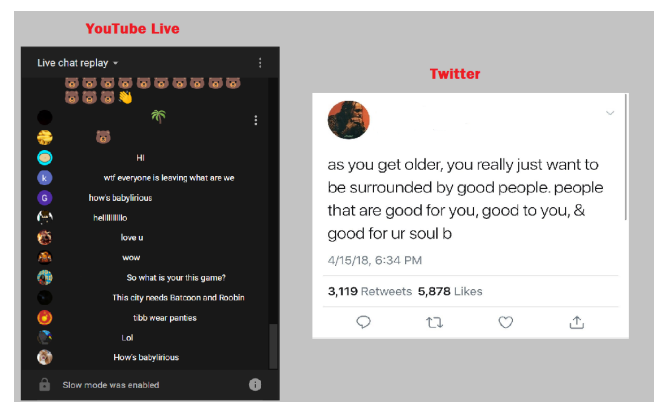 YouTube Live
Live chat replay
HI
wtf everyone is leaving what are we
how's babylirious
helllllllllo
love u
wow
So what is your this game?
This city needs Batcoon and Roobin
tibb wear panties
Lol
How's babylirious
Slow mode was enabled
Twitter
as you get older, you really just want to
be surrounded by good people. people
that are good for you, good to you, &
good for ur soul b
4/15/18, 6:34 PM
3,119 Retweets 5,878 Likes
k
G